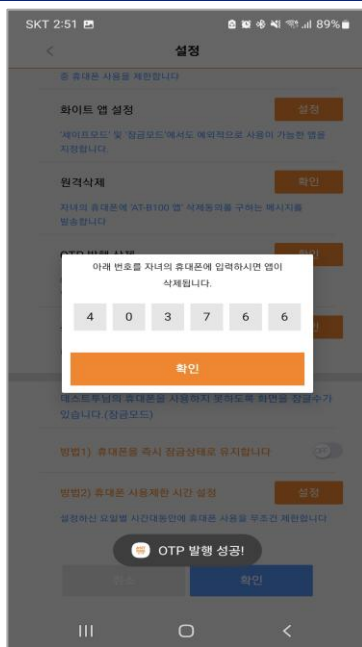 SKT 2:51
89%
설정
중 휴대폰 사용을 제한합니다
화이트 앱 설정
설정
'세이프모드' 및 '잠금모드'에서도 예외적으로 사용이 가능한 앱을
지정합니다.
원격삭제
확인
자녀의 휴대폰에 'AT-B100 앱' 삭제동의를 구하는 메시지를
발송합니다
OTP 발행 삭제
확인
아래 번호를 자녀의 휴대폰에 입력하시면 앱이
삭제됩니다.
4 0 3 7 6 6
확인
테스트투님의 휴대폰을 사용하지 못하도록 화면을 잠글수가
있습니다.(잠금모드)
방법1) 휴대폰을 즉시 잠금상태로 유지합니다
OFF
방법2) 휴대폰 사용제한 시간 설정
설정
설정하신 요일별 시간대동안에 휴대폰 사용을 무조건 제한합니다
OTP 발행 성공!
취소
확인